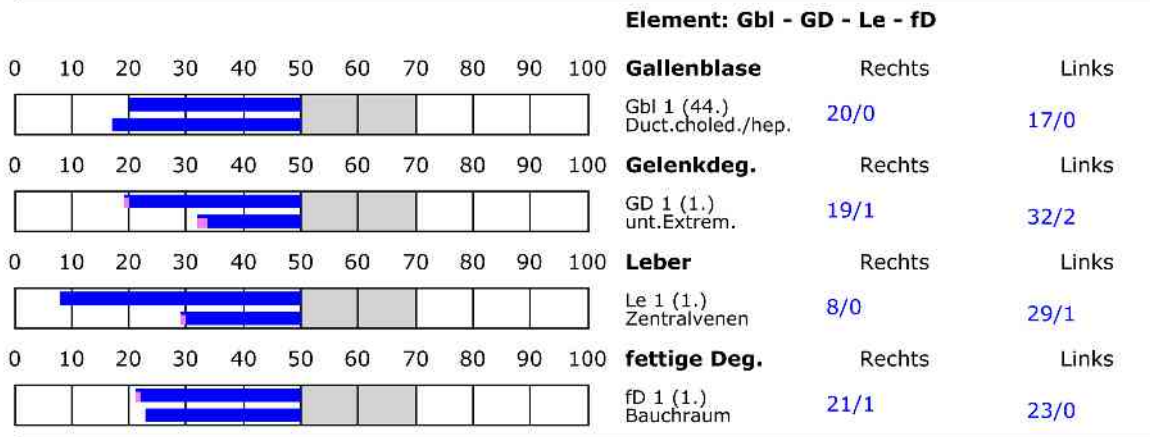 Element: Gbl - GD - Le - fD
0 10 20 30 40 50 60 70 80 90 100 Gallenblase Rechts Links
Gbl 1 (44.) 20/0 17/0
Duct.choled./hep.
0 10 20 30 40 50 60 70 80 90 100 Gelenkdeg. Rechts Links
GD 1 (1.) 19/1 32/2
unt.Extrem.
0 10 20 30 40 50 60 70 80 90 100 Leber Rechts Links
Le 1 (1.) 8/0 29/1
Zentralvenen
0 10 20 30 40 50 60 70 80 90 100 fettige Deg. Rechts Links
fD 1 (1.) 21/1 23/0
Bauchraum